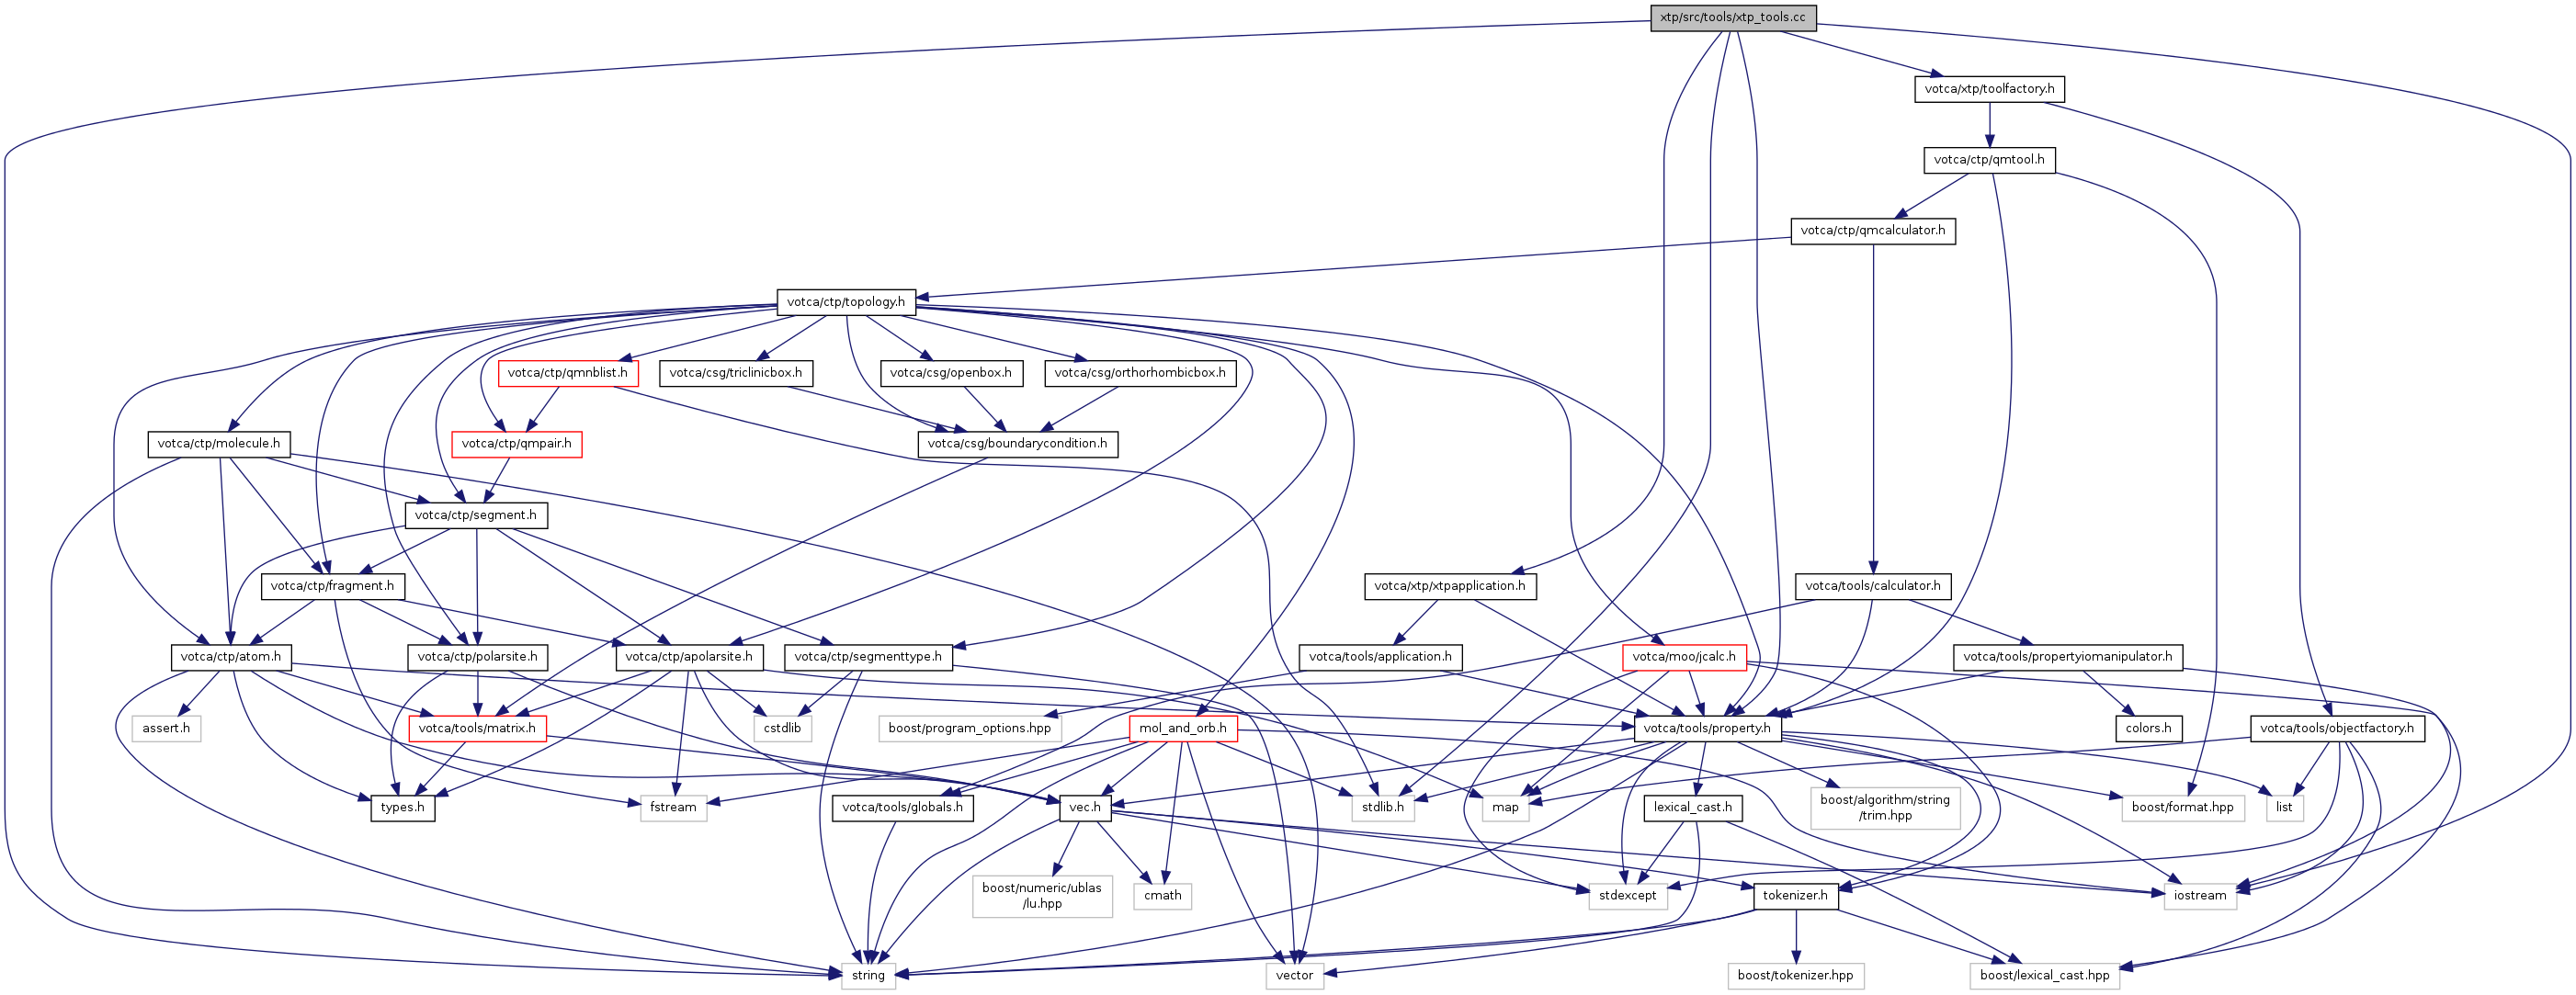 xtp/src/tools/xtp_tools.cc
votca/xtp/toolfactory.h
votca/ctp/qmtool.h
votca/ctp/qmcalculator.h
votca/ctp/topology.h
votca/ctp/qmnblist.h
votca/csg/triclinicbox.h
votca/csg/openbox.h
votca/csg/orthorhombicbox.h
votca/ctp/molecule.h
votca/ctp/qmpair.h
votca/csg/boundarycondition.h
votca/ctp/segment.h
votca/ctp/fragment.h
votca/xtp/xtpapplication.h
votca/tools/calculator.h
votca/ctp/atom.h
votca/ctp/polarsite.h
votca/ctp/apolarsite.h
votca/ctp/segmenttype.h
votca/tools/application.h
votca/moo/jcalc.h
votca/tools/propertyiomanipulator.h
assert.h
votca/tools/matrix.h
cstdlib
boost/program_options.hpp
mol_and_orb.h
votca/tools/property.h
colors.h
votca/tools/objectfactory.h
types.h
fstream
votca/tools/globals.h
vec.h
stdlib.h
map
lexical_cast.h
boost/algorithm/string
/trim.hpp
boost/format.hpp
list
boost/numeric/ublas
/lu.hpp
cmath
stdexcept
tokenizer.h
iostream
string
vector
boost/tokenizer.hpp
boost/lexical_cast.hpp